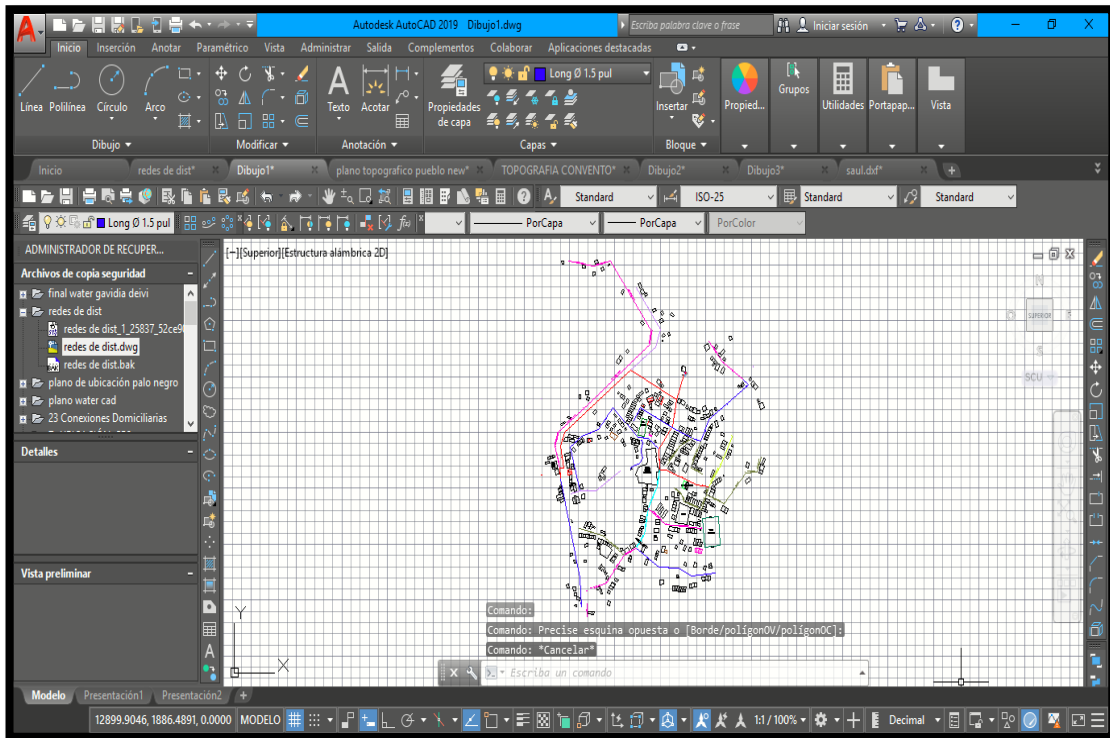 Autodesk AutoCAD 2019 Dibujo1.dwg
Escriba palabra clave o frase
Iniciar sesión
Inicio Inserción Anotar Paramétrico Vista Administrar Salida Complementos Colaborar Aplicaciones destacadas
Long Ø 1.5 pul
Línea Polilínea Círculo Arco
Texto Acotar
Propiedades de capa
Insertar
Propied... Grupos Utilidades Portapap... Vista
Dibujo Modificar Anotación Capas Bloque
Inicio redes de dist* Dibujo1* plano topografico pueblo new* TOPOGRAFIA CONVENTO* Dibujo2* Dibujo3* saul.dxf*
Standard ISO-25 Standard Standard
Long Ø 1.5 pul PorCapa PorCapa PorColor
ADMINISTRADOR DE RECUPER...
[−][Superior][Estructura alámbrica 2D]
Archivos de copia seguridad
final water gavidia deivi
redes de dist
redes de dist_1_25837_52ce9
redes de dist.dwg
redes de dist.bak
plano de ubicación palo negro
plano water cad
23 Conexiones Domiciliarias
Detalles
Vista preliminar
N
SUPERIOR
S
SCU
Y
X
Comando:
Comando: Precise esquina opuesta o [Borde/polígonOV/polígonOC]:
Comando: *Cancelar*
Escriba un comando
Modelo Presentación1 Presentación2 +
12899.9046, 1886.4891, 0.0000 MODELO 1:1 / 100% Decimal